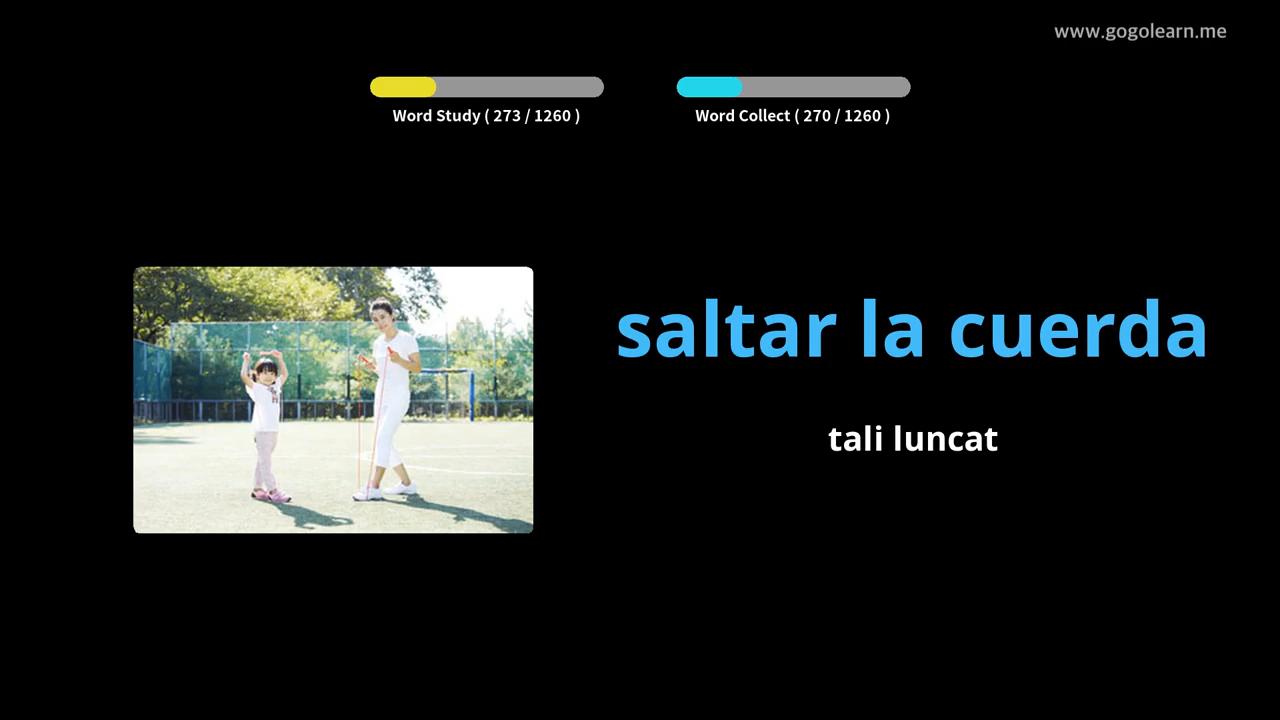 www.gogolearn.me
Word Study ( 273 / 1260 )
Word Collect ( 270 / 1260 )
saltar la cuerda
tali luncat